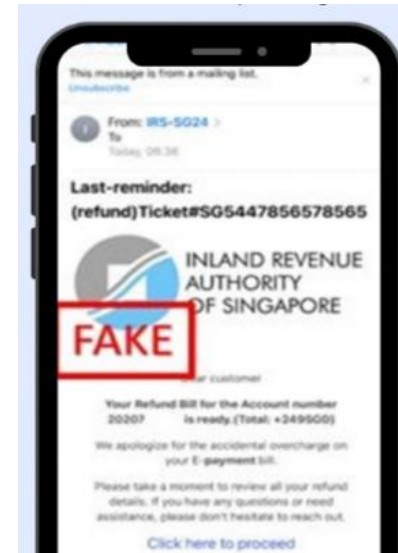 This message is from a mailing list.
Unsubscribe
From: IRS-SG24 >
To
Today, 06:36
Last-reminder:
(refund)Ticket#SG5447856578565
INLAND REVENUE
AUTHORITY
OF SINGAPORE
FAKE
customer
Your Refund Bill for the Account number
20207 is ready.(Total: +249SGD)
We apologize for the accidental overcharge on
your E-payment bill.
Please take a moment to review all your refund
details. If you have any questions or need
assistance, please don't hesitate to reach out.
Click here to proceed